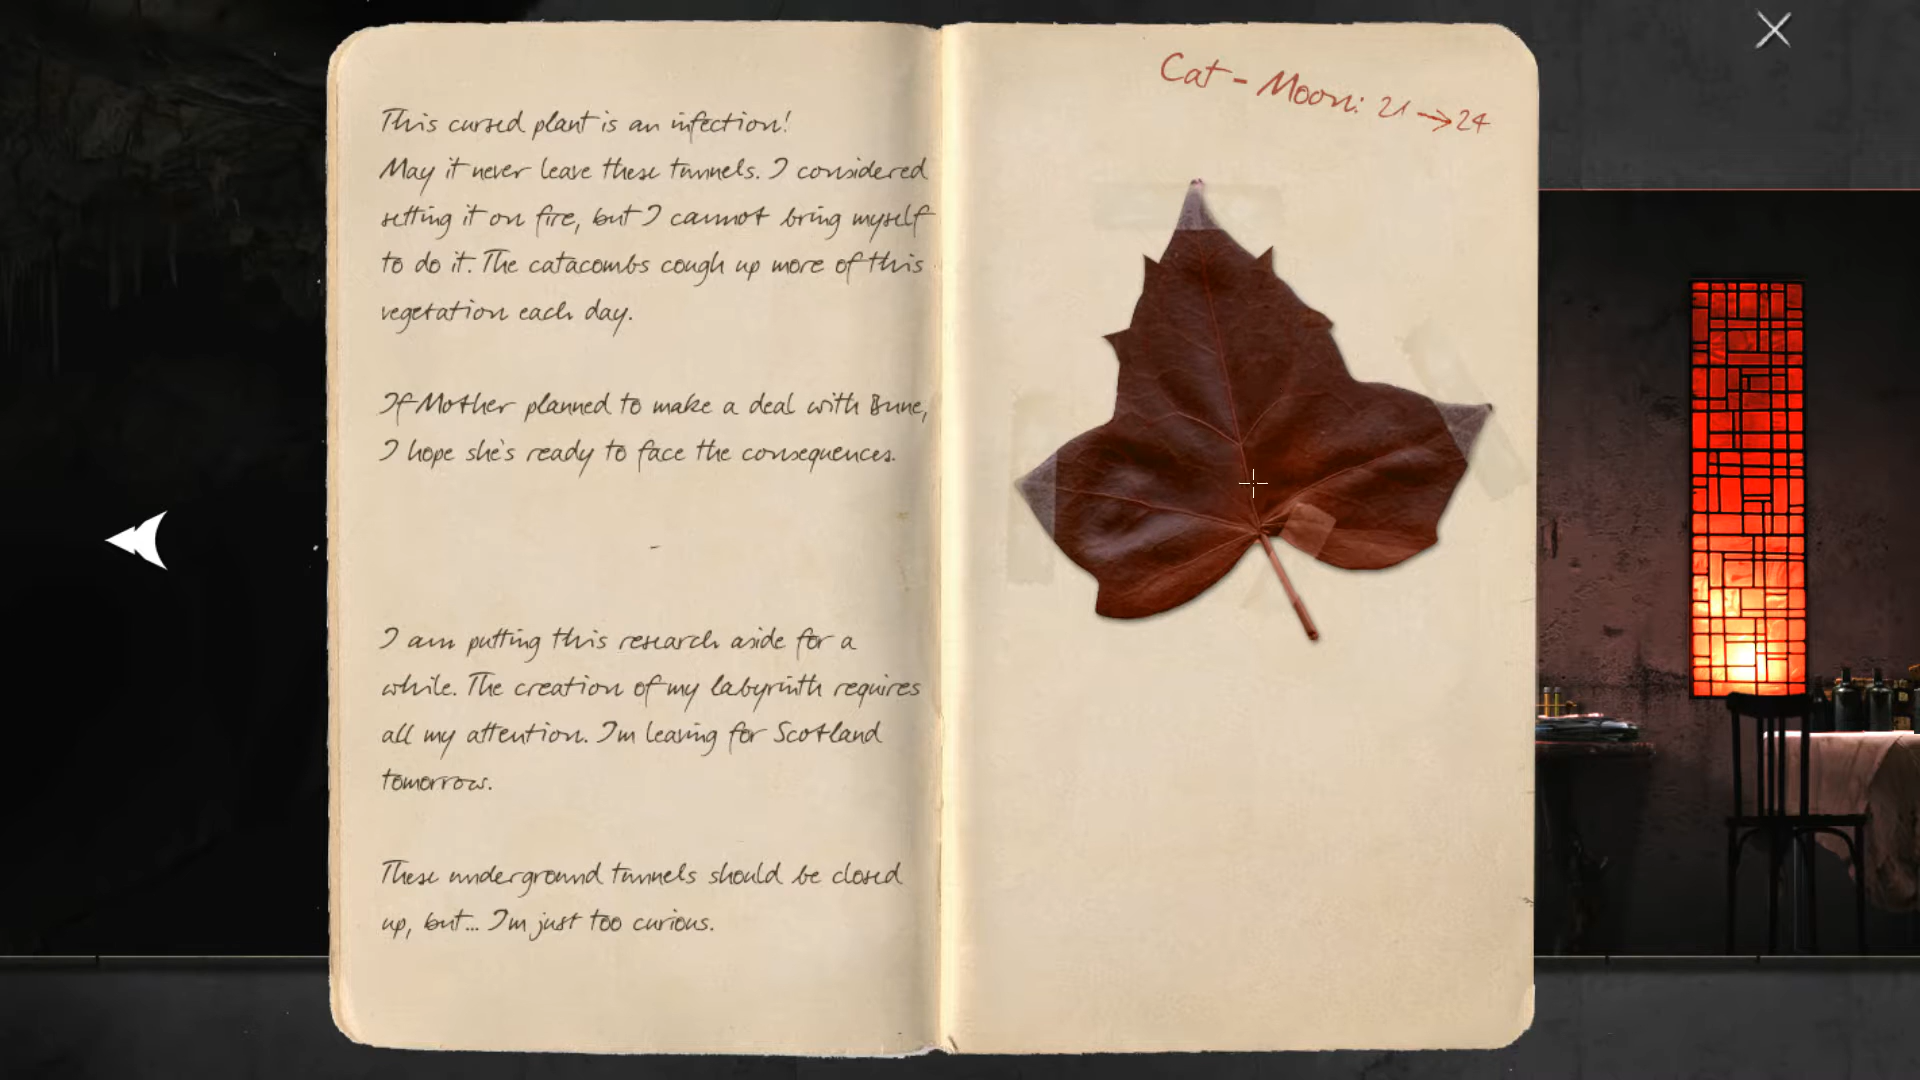 This cursed plant is an infection!
May it never leave these tunnels. I considered
setting it on fire, but I cannot bring myself
to do it. The catacombs cough up more of this
vegetation each day.
If Mother planned to make a deal with Bune,
I hope she's ready to face the consequences.
I am putting this research aside for a
while. The creation of my labyrinth requires
all my attention. I'm leaving for Scotland
tomorrow.
These underground tunnels should be closed
up, but... I'm just too curious.
Cat - Moon: 21 → 24